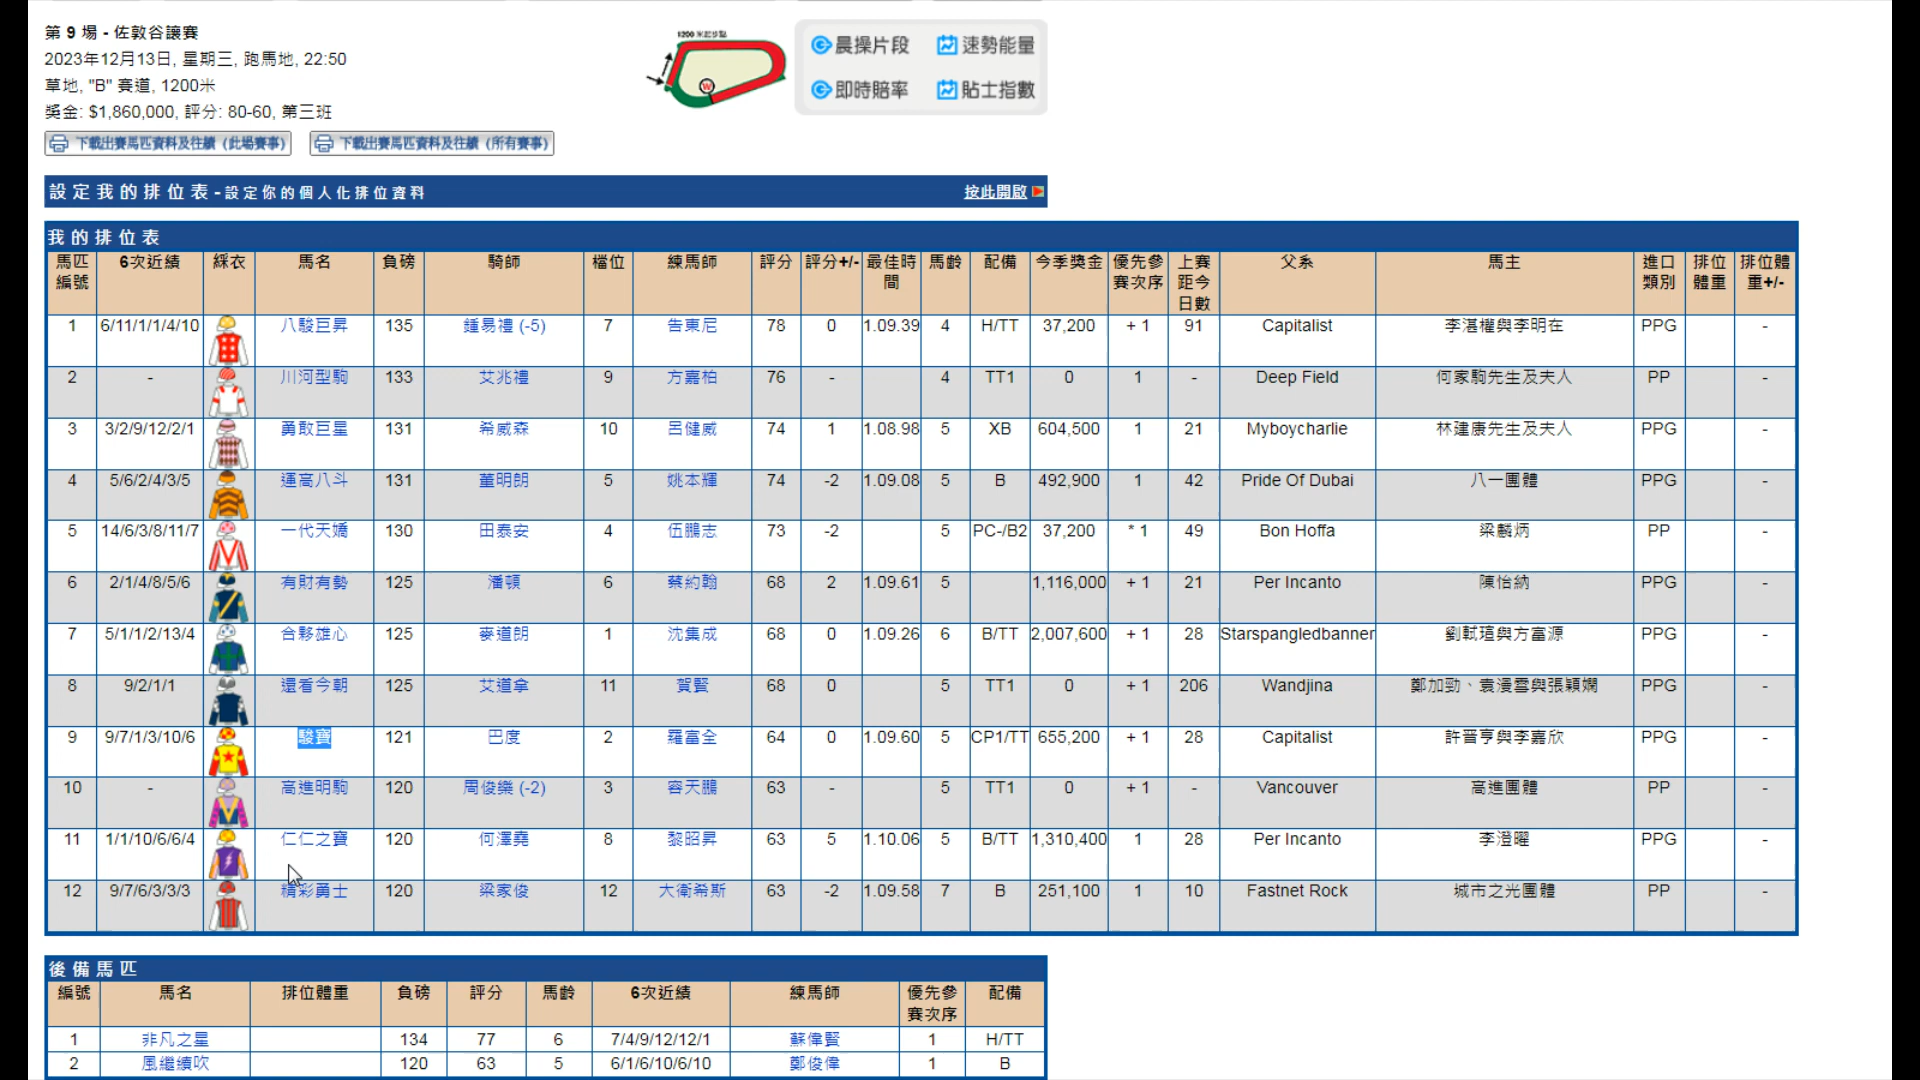 第 9 場 - 佐敦谷讓賽
2023年12月13日, 星期三, 跑馬地, 22:50
草地, "B" 賽道, 1200米
獎金: $1,860,000, 評分: 80-60, 第三班
下載出賽馬匹資料及往績 (此場賽事) 下載出賽馬匹資料及往績 (所有賽事)
1200 米起步點
W
晨操片段 速勢能量
即時賠率 貼士指數
設定我的排位表-設定你的個人化排位資料 按此開啟
我的排位表
馬匹編號 6次近績 綵衣 馬名 負磅 騎師 檔位 練馬師 評分 評分+/- 最佳時間 馬齡 配備 今季獎金 優先參賽次序 上賽距今日數 父系 馬主 進口類別 排位體重 排位體重+/-
1 6/11/1/1/4/10 八駿巨昇 135 鍾易禮 (-5) 7 告東尼 78 0 1.09.39 4 H/TT 37,200 + 1 91 Capitalist 李湛權與李明在 PPG -
2 - 川河型駒 133 艾兆禮 9 方嘉柏 76 - 4 TT1 0 1 - Deep Field 何家駒先生及夫人 PP -
3 3/2/9/12/2/1 勇敢巨星 131 希威森 10 呂健威 74 1 1.08.98 5 XB 604,500 1 21 Myboycharlie 林建康先生及夫人 PPG -
4 5/6/2/4/3/5 運高八斗 131 董明朗 5 姚本輝 74 -2 1.09.08 5 B 492,900 1 42 Pride Of Dubai 八一團體 PPG -
5 14/6/3/8/11/7 一代天嬌 130 田泰安 4 伍鵬志 73 -2 5 PC-/B2 37,200 * 1 49 Bon Hoffa 梁麟炳 PP -
6 2/1/4/8/5/6 有財有勢 125 潘頓 6 蔡約翰 68 2 1.09.61 5 1,116,000 + 1 21 Per Incanto 陳怡納 PPG -
7 5/1/1/2/13/4 合夥雄心 125 麥道朗 1 沈集成 68 0 1.09.26 6 B/TT 2,007,600 + 1 28 Starspangledbanner 劉軾瑄與方富源 PPG -
8 9/2/1/1 還看今朝 125 艾道拿 11 賀賢 68 0 5 TT1 0 + 1 206 Wandjina 鄭加勁、袁漫雪與張穎嫻 PPG -
9 9/7/1/3/10/6 駿寶 121 巴度 2 羅富全 64 0 1.09.60 5 CP1/TT 655,200 + 1 28 Capitalist 許晉亨與李嘉欣 PPG -
10 - 高進明駒 120 周俊樂 (-2) 3 容天鵬 63 - 5 TT1 0 + 1 - Vancouver 高進團體 PP -
11 1/1/10/6/6/4 仁仁之寶 120 何澤堯 8 黎昭昇 63 5 1.10.06 5 B/TT 1,310,400 1 28 Per Incanto 李澄曜 PPG -
12 9/7/6/3/3/3 精彩勇士 120 梁家俊 12 大衛希斯 63 -2 1.09.58 7 B 251,100 1 10 Fastnet Rock 城市之光團體 PP -
後備馬匹
編號 馬名 排位體重 負磅 評分 馬齡 6次近績 練馬師 優先參賽次序 配備
1 非凡之星 134 77 6 7/4/9/12/12/1 蘇偉賢 1 H/TT
2 風繼續吹 120 63 5 6/1/6/10/6/10 鄭俊偉 1 B